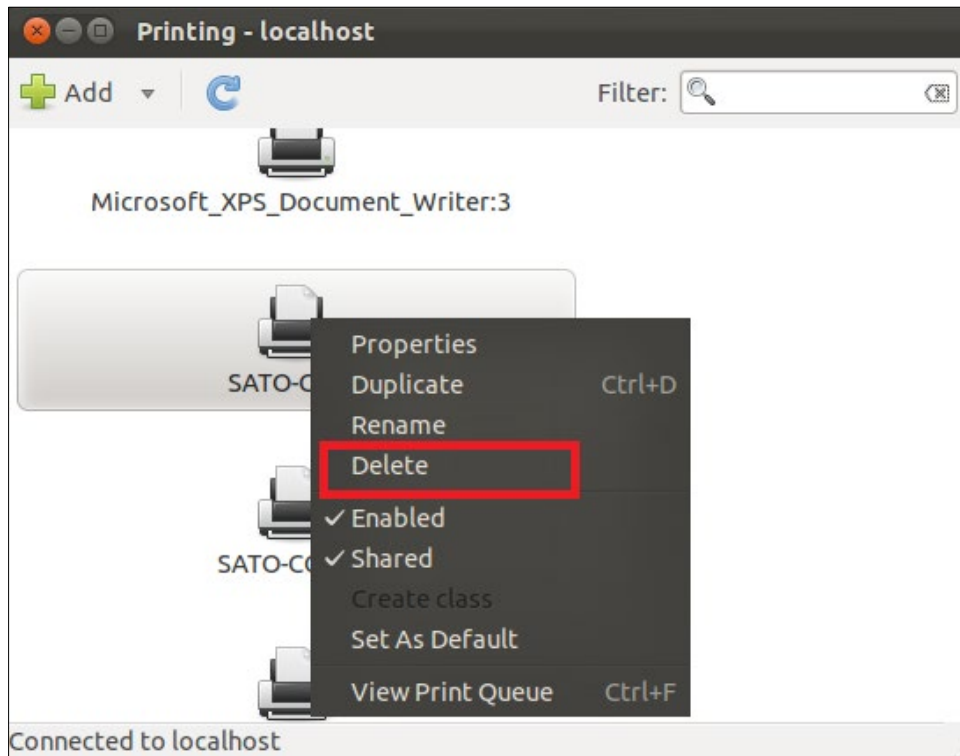 Printing - localhost
Add
Filter:
Microsoft_XPS_Document_Writer:3
Properties
Duplicate Ctrl+D
Rename
Delete
Enabled
Shared
Create class
Set As Default
View Print Queue Ctrl+F
Connected to localhost